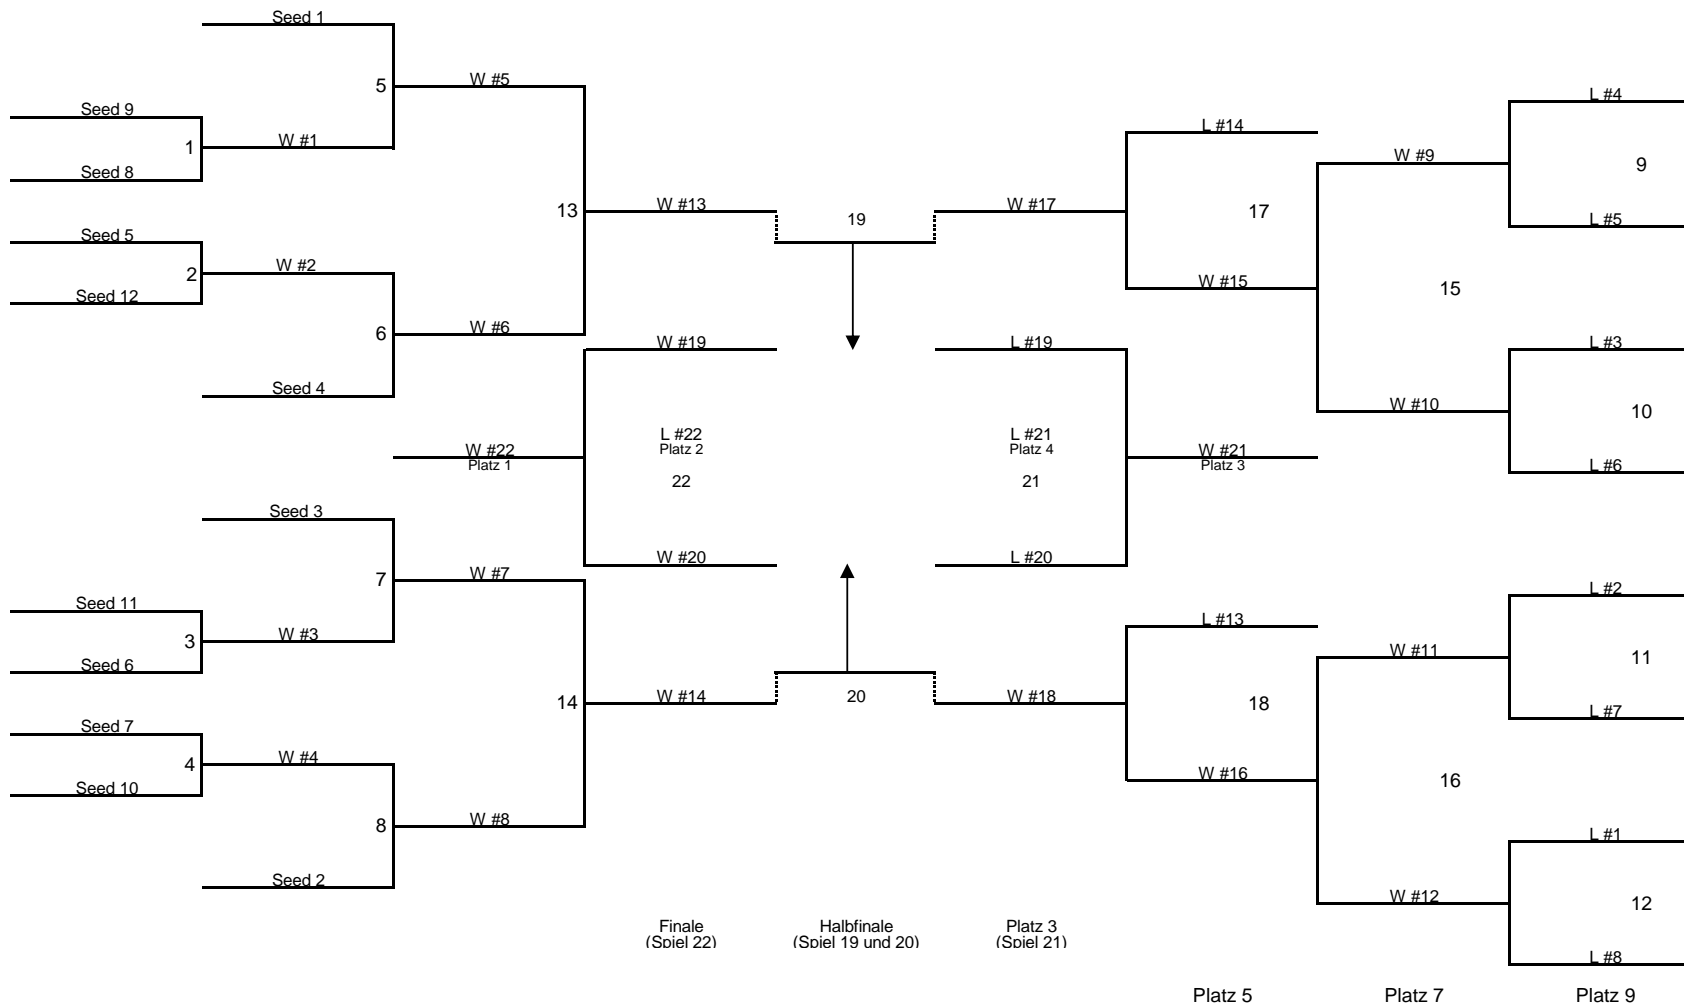 Seed 1
5
W #5
Seed 9
1
W #1
Seed 8
13
W #13
Seed 5
2
W #2
Seed 12
6
W #6
Seed 4
19
W #19
L #22
Platz 2
22
W #22
Platz 1
W #20
Seed 3
7
W #7
Seed 11
3
W #3
Seed 6
14
W #14
20
Seed 7
4
W #4
Seed 10
8
W #8
Seed 2
L #4
9
L #5
W #9
L #14
17
W #17
W #15
15
L #3
10
L #6
W #10
L #19
L #21
Platz 4
21
W #21
Platz 3
L #20
L #2
11
L #7
W #11
L #13
18
W #18
W #16
16
L #1
12
L #8
W #12
Finale
(Spiel 22)
Halbfinale
(Spiel 19 und 20)
Platz 3
(Spiel 21)
Platz 5
Platz 7
Platz 9